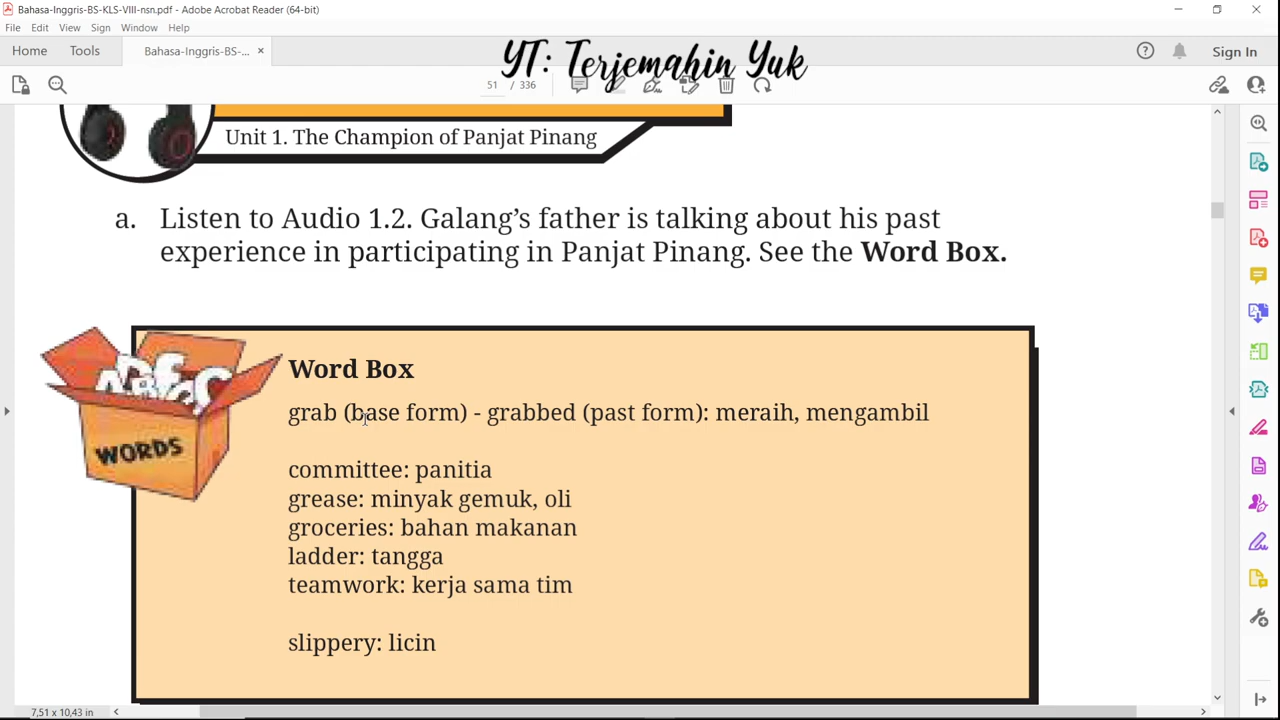 Bahasa-Inggris-BS-KLS-VIII-nsn.pdf - Adobe Acrobat Reader (64-bit)
File Edit View Sign Window Help
Home Tools Bahasa-Inggris-BS-... × Sign In
YT: Terjemahin Yuk
51 / 336
Unit 1. The Champion of Panjat Pinang
a. Listen to Audio 1.2. Galang’s father is talking about his past
experience in participating in Panjat Pinang. See the Word Box.
WORDS
Word Box
grab (base form) - grabbed (past form): meraih, mengambil
committee: panitia
grease: minyak gemuk, oli
groceries: bahan makanan
ladder: tangga
teamwork: kerja sama tim
slippery: licin
7,51 x 10,43 in